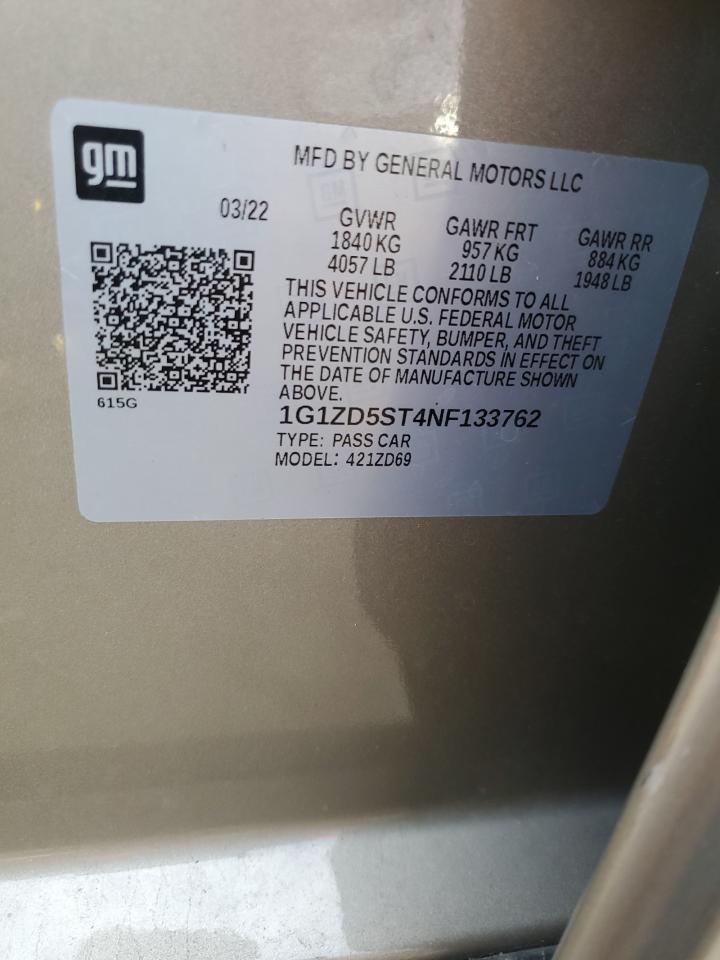 gm
MFD BY GENERAL MOTORS LLC
03/22
GVWR GAWR FRT GAWR RR
1840 KG 957 KG 884 KG
4057 LB 2110 LB 1948 LB
THIS VEHICLE CONFORMS TO ALL
APPLICABLE U.S. FEDERAL MOTOR
VEHICLE SAFETY, BUMPER, AND THEFT
PREVENTION STANDARDS IN EFFECT ON
THE DATE OF MANUFACTURE SHOWN
ABOVE.
615G
1G1ZD5ST4NF133762
TYPE: PASS CAR
MODEL: 421ZD69